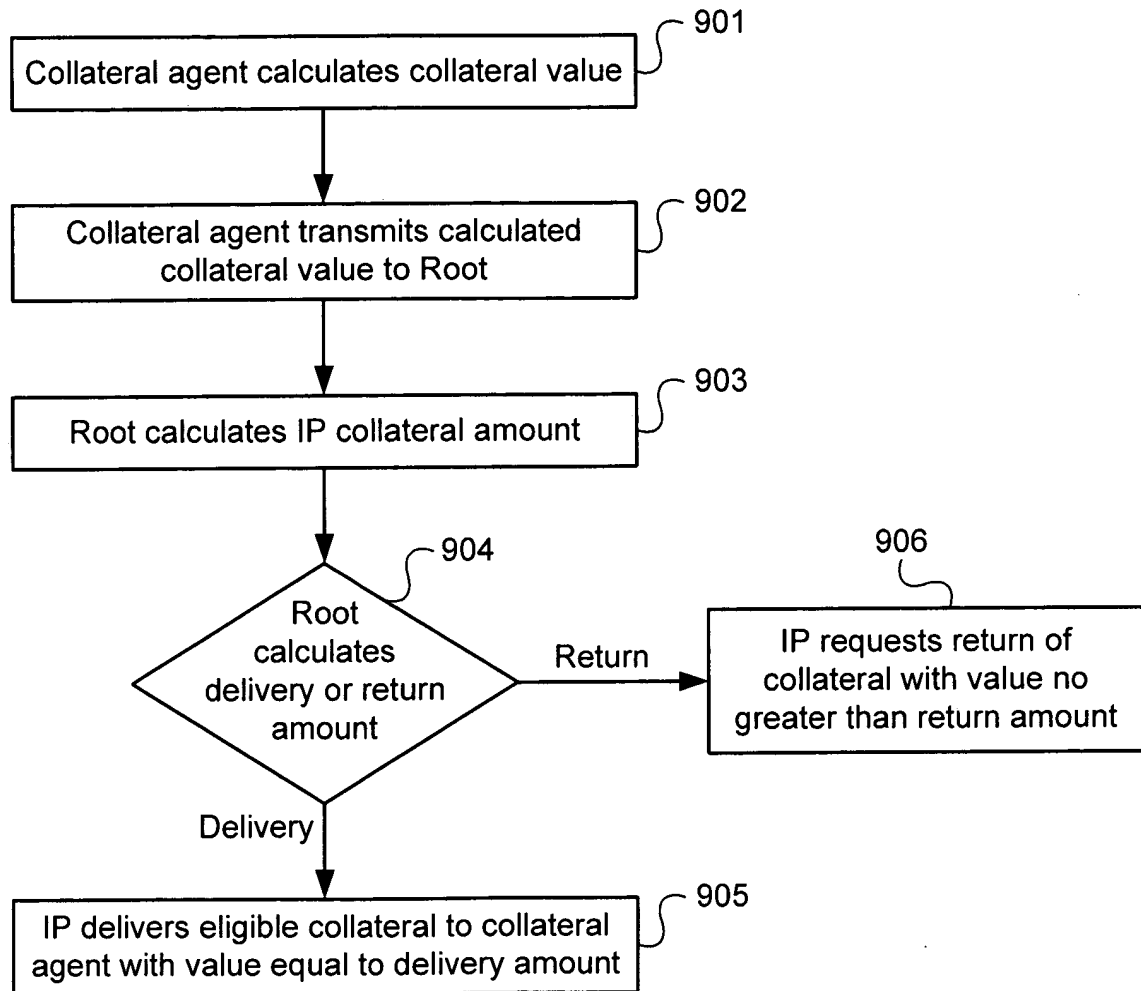 901
Collateral agent calculates collateral value
902
Collateral agent transmits calculated
collateral value to Root
903
Root calculates IP collateral amount
904
Root
calculates
delivery or return
amount
Return
906
IP requests return of
collateral with value no
greater than return amount
Delivery
905
IP delivers eligible collateral to collateral
agent with value equal to delivery amount